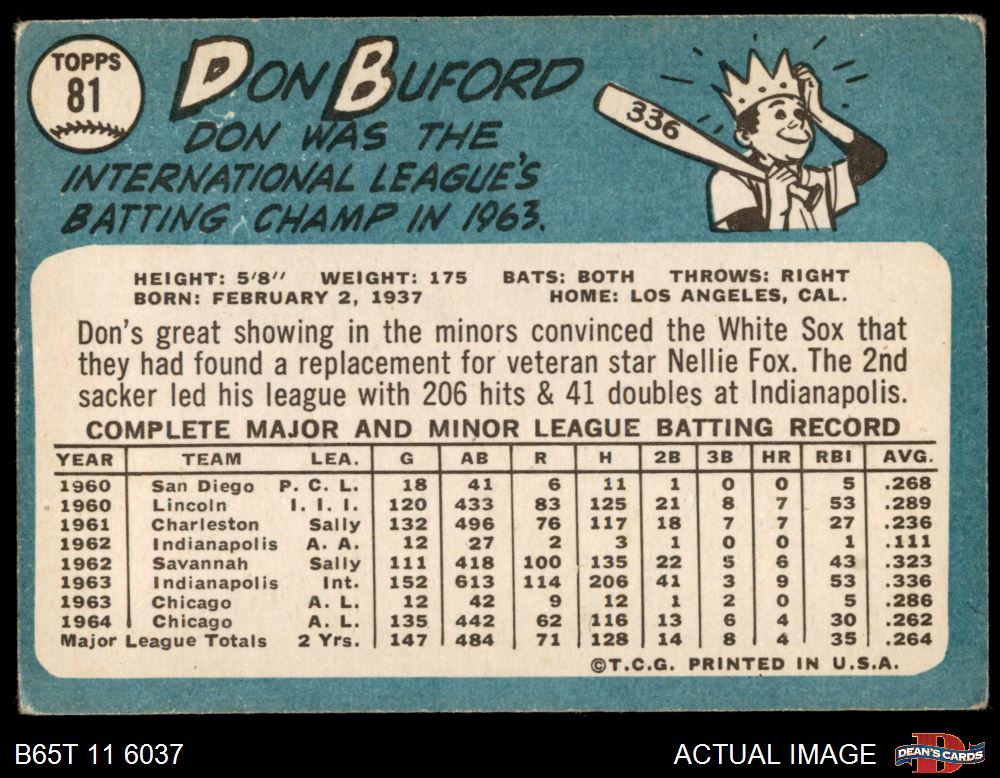 TOPPS
81
DON BUFORD
DON WAS THE
INTERNATIONAL LEAGUE'S
BATTING CHAMP IN 1963.
336
HEIGHT: 5'8" WEIGHT: 175 BATS: BOTH THROWS: RIGHT
BORN: FEBRUARY 2, 1937 HOME: LOS ANGELES, CAL.
Don's great showing in the minors convinced the White Sox that
they had found a replacement for veteran star Nellie Fox. The 2nd
sacker led his league with 206 hits & 41 doubles at Indianapolis.
COMPLETE MAJOR AND MINOR LEAGUE BATTING RECORD
YEAR TEAM LEA. G AB R H 2B 3B HR RBI AVG.
1960 San Diego P. C. L. 18 41 6 11 1 0 0 5 .268
1960 Lincoln I. I. I. 120 433 83 125 21 8 7 53 .289
1961 Charleston Sally 132 496 76 117 18 7 7 27 .236
1962 Indianapolis A. A. 12 27 2 3 1 0 0 1 .111
1962 Savannah Sally 111 418 100 135 22 5 6 43 .323
1963 Indianapolis Int. 152 613 114 206 41 3 9 53 .336
1963 Chicago A. L. 12 42 9 12 1 2 0 5 .286
1964 Chicago A. L. 135 442 62 116 13 6 4 30 .262
Major League Totals 2 Yrs. 147 484 71 128 14 8 4 35 .264
©T.C.G. PRINTED IN U.S.A.
B65T 11 6037 ACTUAL IMAGE DEAN'S CARDS